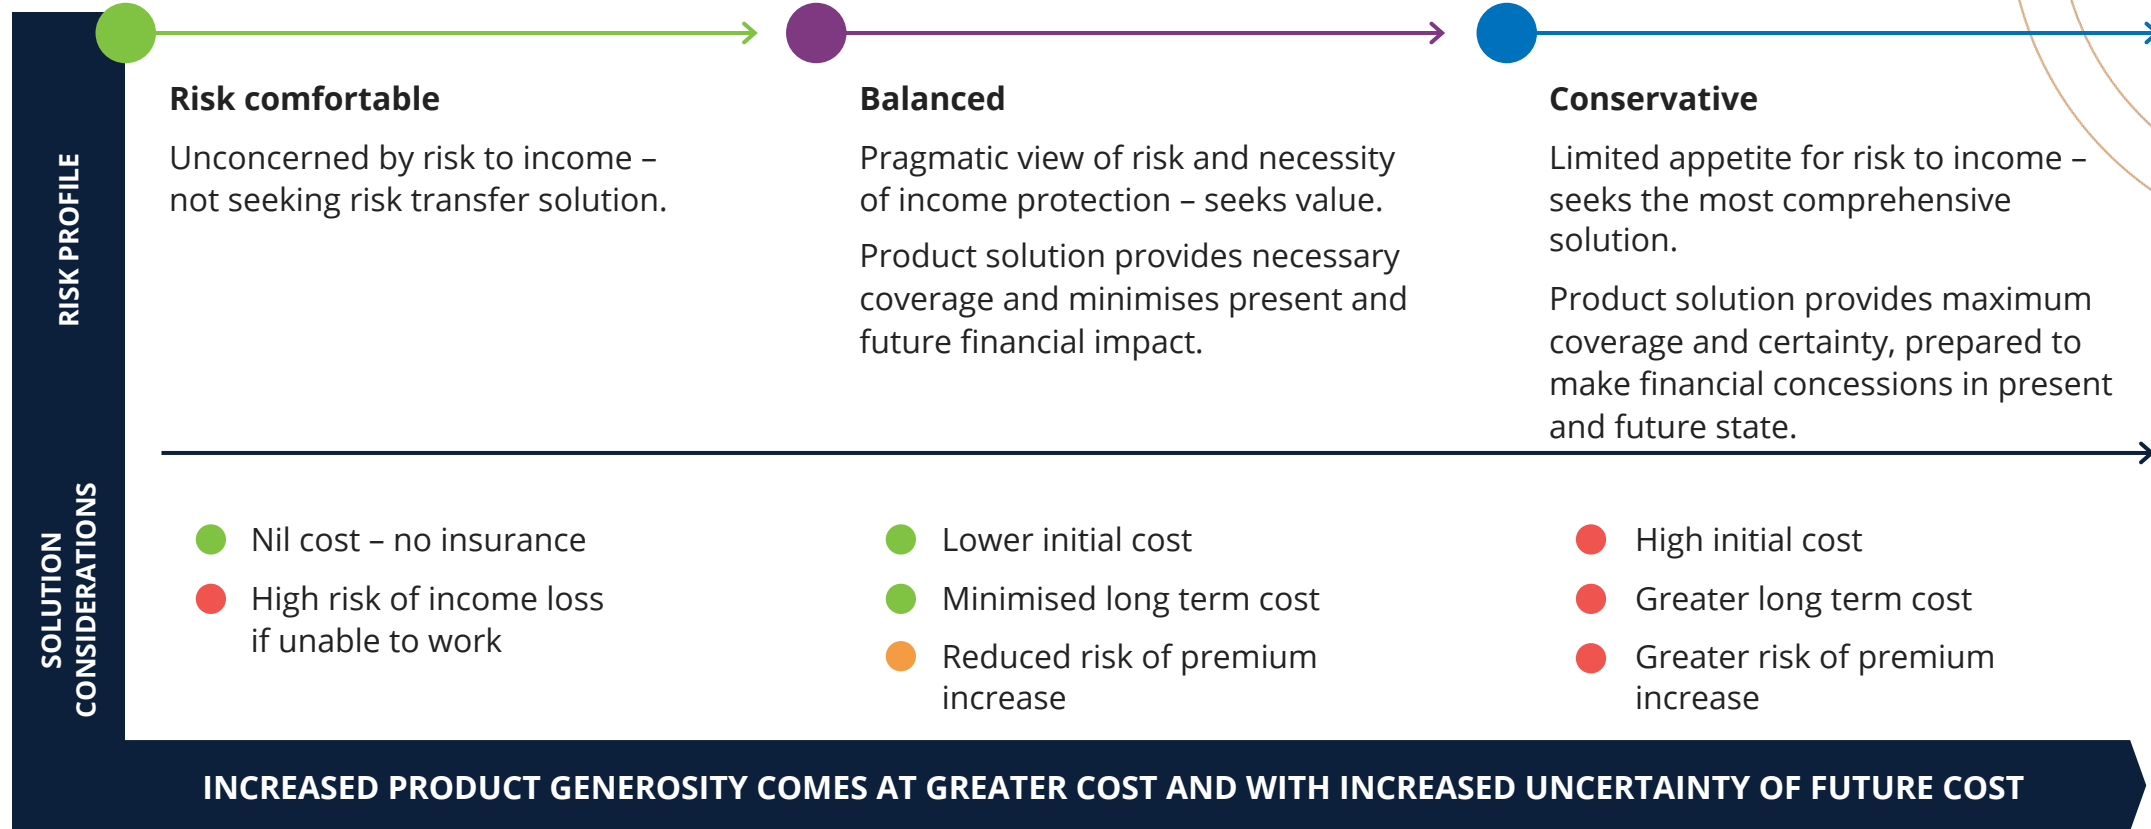 RISK PROFILE
Risk comfortable
Unconcerned by risk to income –
not seeking risk transfer solution.
Balanced
Pragmatic view of risk and necessity
of income protection – seeks value.
Product solution provides necessary
coverage and minimises present and
future financial impact.
Conservative
Limited appetite for risk to income –
seeks the most comprehensive
solution.
Product solution provides maximum
coverage and certainty, prepared to
make financial concessions in present
and future state.
SOLUTION
CONSIDERATIONS
Nil cost – no insurance
High risk of income loss
if unable to work
Lower initial cost
Minimised long term cost
Reduced risk of premium
increase
High initial cost
Greater long term cost
Greater risk of premium
increase
INCREASED PRODUCT GENEROSITY COMES AT GREATER COST AND WITH INCREASED UNCERTAINTY OF FUTURE COST